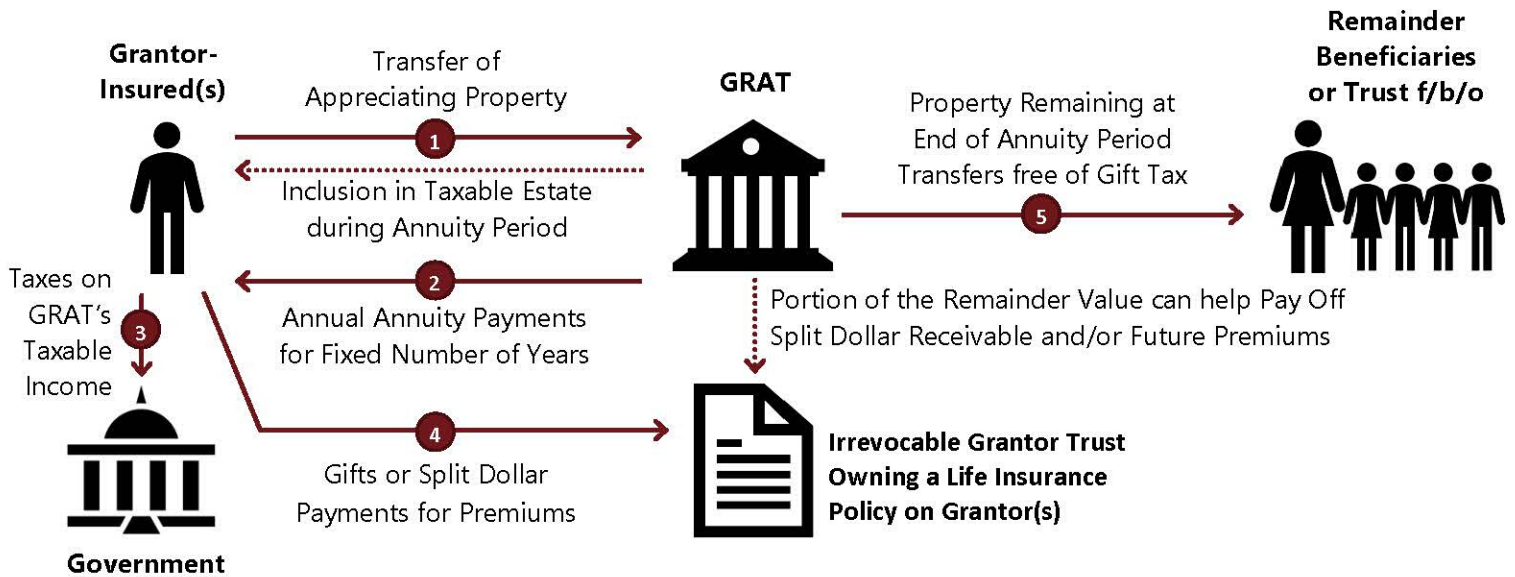 Grantor-
Insured(s)
Transfer of
Appreciating Property
1
Inclusion in Taxable Estate
during Annuity Period
GRAT
Property Remaining at
End of Annuity Period
Transfers free of Gift Tax
5
Remainder
Beneficiaries
or Trust f/b/o
2
Annual Annuity Payments
for Fixed Number of Years
Taxes on
GRAT's
Taxable
Income
3
Government
4
Gifts or Split Dollar
Payments for Premiums
Portion of the Remainder Value can help Pay Off
Split Dollar Receivable and/or Future Premiums
Irrevocable Grantor Trust
Owning a Life Insurance
Policy on Grantor(s)